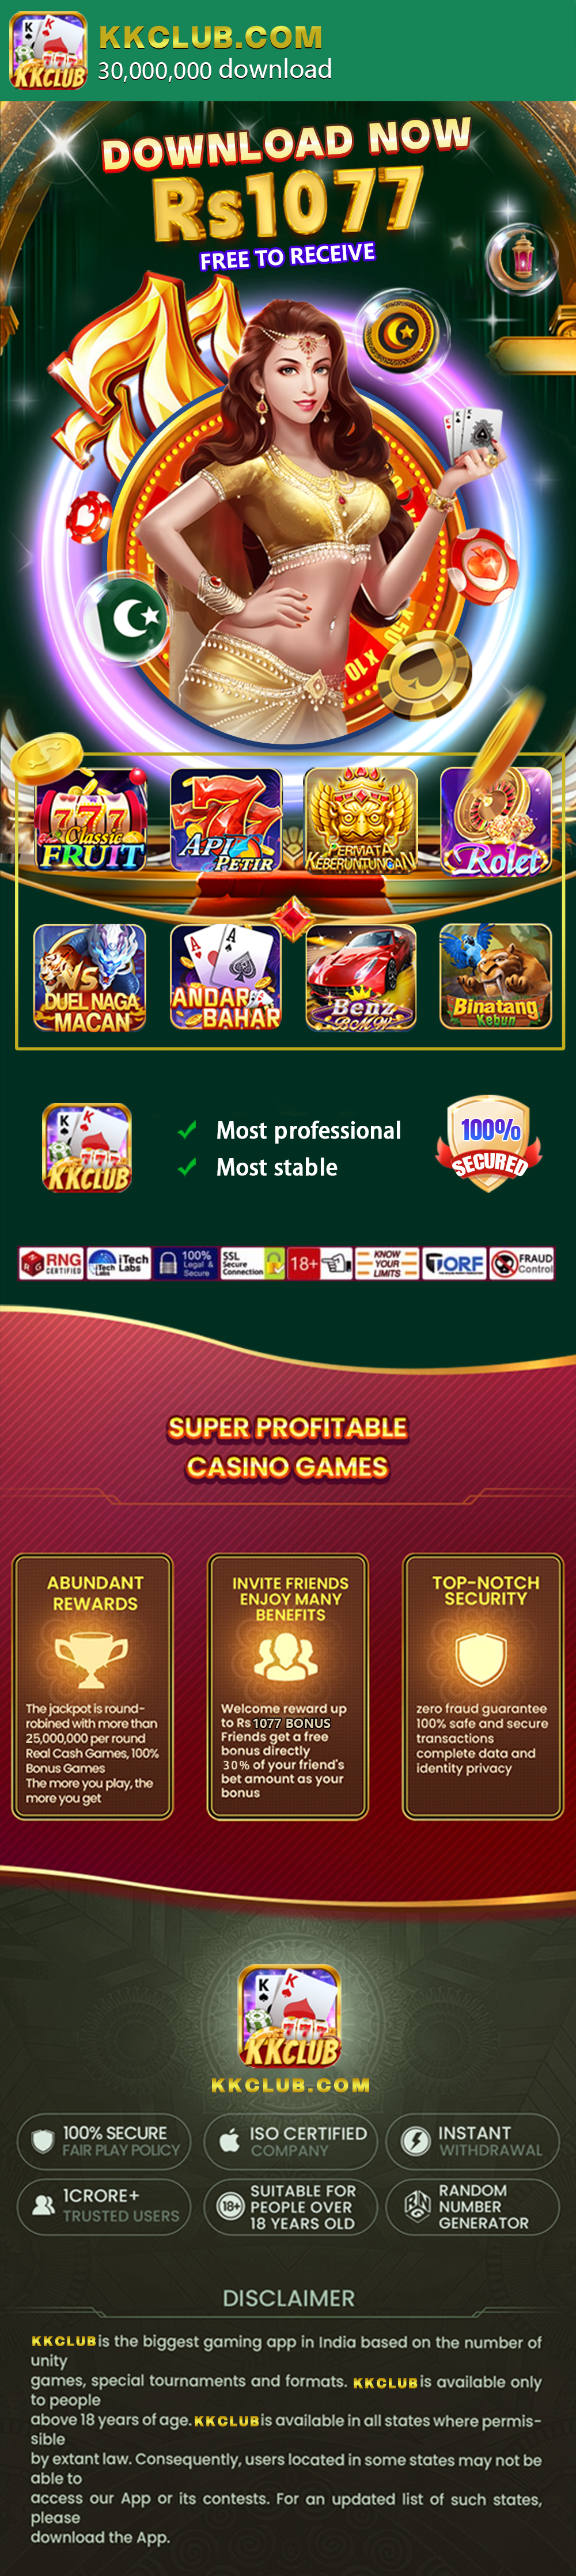 KKCLUB
KKCLUB.COM
30,000,000 download
DOWNLOAD NOW
Rs1077
FREE TO RECEIVE
X 10
777
Classic
FRUIT
API
PETIR
PERMATA
KEBERUNTUNGAN
Rolet
VS
DUEL NAGA
MACAN
ANDAR
BAHAR
Benz
BMW
Binatang
Kebun
KKCLUB
Most professional
Most stable
100%
SECURED
RNG
CERTIFIED
iTech
Labs
100%
Legal &
Secure
SSL
Secure
Connection
18+
KNOW
YOUR
LIMITS
FRAUD
Control
SUPER PROFITABLE
CASINO GAMES
ABUNDANT
REWARDS
The jackpot is round-
robined with more than
25,000,000 per round
Real Cash Games, 100%
Bonus Games
The more you play, the
more you get
INVITE FRIENDS
ENJOY MANY
BENEFITS
Welcome reward up
to Rs 1077 BONUS
Friends get a free
bonus directly
30% of your friend's
bet amount as your
bonus
TOP-NOTCH
SECURITY
zero fraud guarantee
100% safe and secure
transactions
complete data and
identity privacy
KKCLUB
KKCLUB.COM
100% SECURE
FAIR PLAY POLICY
ISO CERTIFIED
COMPANY
INSTANT
WITHDRAWAL
1CRORE+
TRUSTED USERS
18+
SUITABLE FOR
PEOPLE OVER
18 YEARS OLD
RANDOM
NUMBER
GENERATOR
DISCLAIMER
KKCLUB is the biggest gaming app in India based on the number of
unity
games, special tournaments and formats. KKCLUB is available only
to people
above 18 years of age. KKCLUB is available in all states where permis-
sible
by extant law. Consequently, users located in some states may not be
able to
access our App or its contests. For an updated list of such states,
please
download the App.